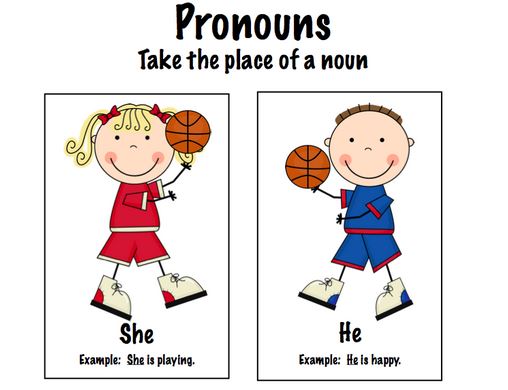 Pronouns
Take the place of a noun
She
Example: She is playing.
He
Example: He is happy.